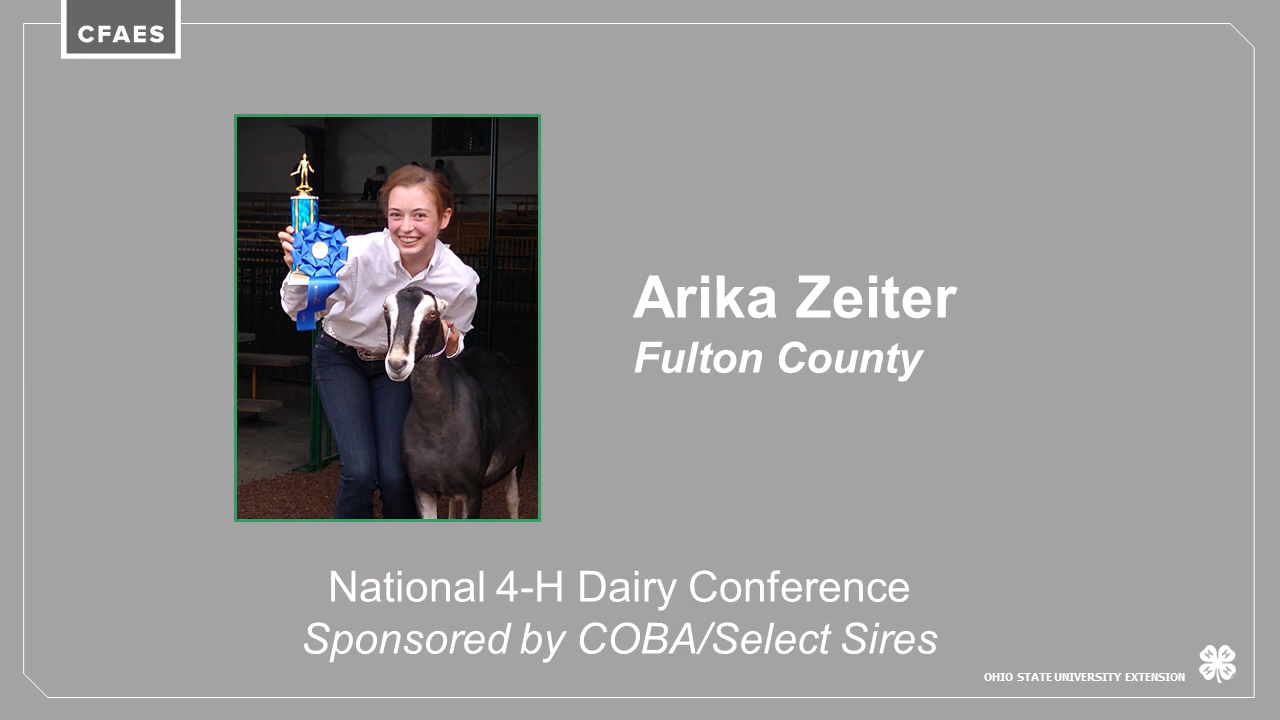 CFAES
Arika Zeiter
Fulton County
National 4-H Dairy Conference
Sponsored by COBA/Select Sires
OHIO STATE UNIVERSITY EXTENSION
H H
H H